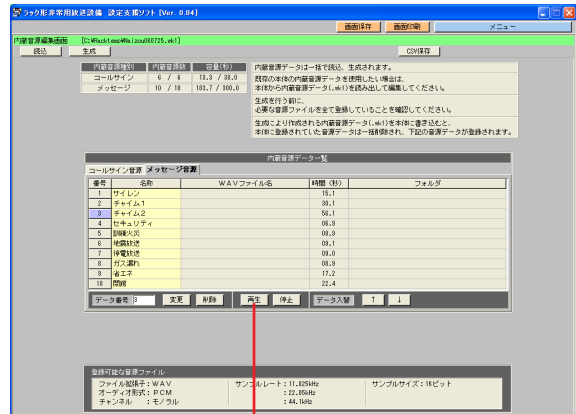 ラック形非常用放送設備 設定支援ソフト [Ver. 0.04]
画面保存 画面印刷 メニュー
内蔵音源編集画面 [C:¥Racktemp¥Naizou060725.wk1]
読込 生成 CSV保存
内蔵音源種別 内蔵音源数 容量(秒)
コールサイン 6 / 6 13.3 / 30.0
メッセージ 10 / 10 183.7 / 300.0
内蔵音源データは一括で読込、生成されます。
既存の本体の内蔵音源データを使用したい場合は、
本体から内蔵音源データ(.wk1)を読み出して編集してください。
生成を行う前に、
必要な音源ファイルを全て登録していることを確認してください。
生成により作成される内蔵音源データ(.wk1)を本体に書き込むと、
本体に登録されていた音源データは一括削除され、下記の音源データが登録されます。
内蔵音源データ一覧
コールサイン音源 メッセージ音源
番号 名称 WAVファイル名 時間(秒) フォルダ
1 サイレン 15.1
2 チャイム1 30.1
3 チャイム2 56.1
4 セキュリティ 06.9
5 訓練火災 08.9
6 地震放送 09.1
7 停電放送 09.0
8 ガス漏れ 08.9
9 省エネ 17.2
10 閉館 22.4
データ番号 3 変更 削除 再生 停止 データ入替 ↑ ↓
登録可能な音源ファイル
ファイル拡張子:WAV サンプルレート:11.025kHz サンプルサイズ:16ビット
オーディオ形式:PCM :22.05kHz
チャンネル :モノラル :44.1kHz